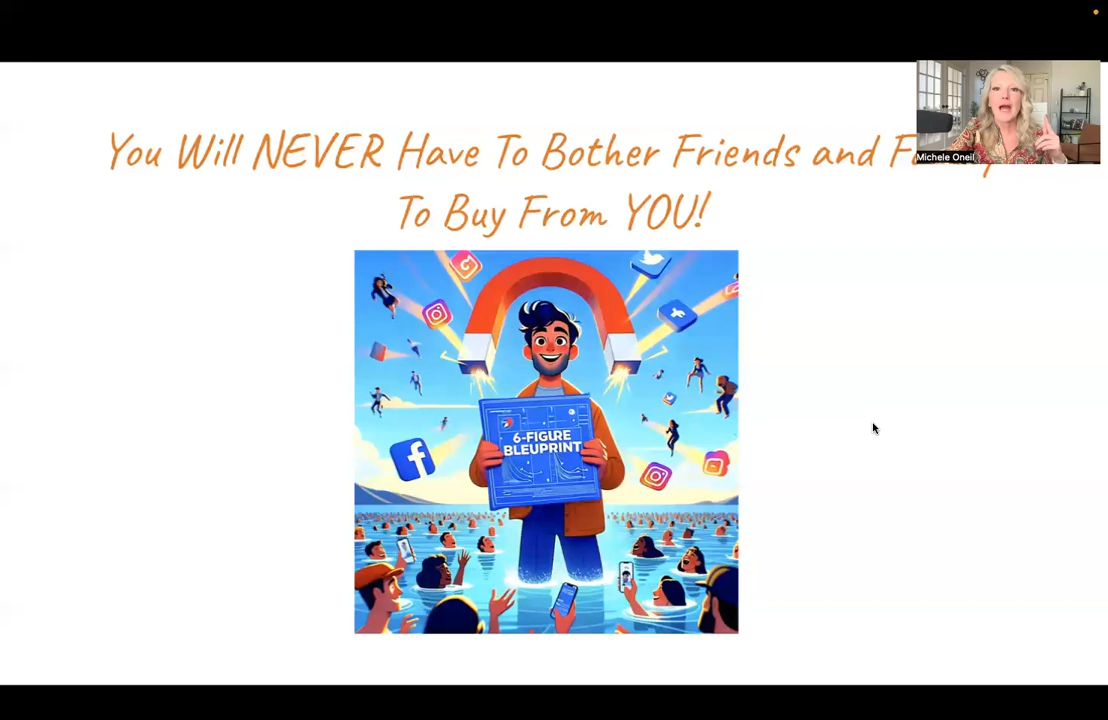 You Will NEVER Have To Bother Friends and
To Buy From YOU!
Michele Oneil
6-FIGURE
BLEUPRINT